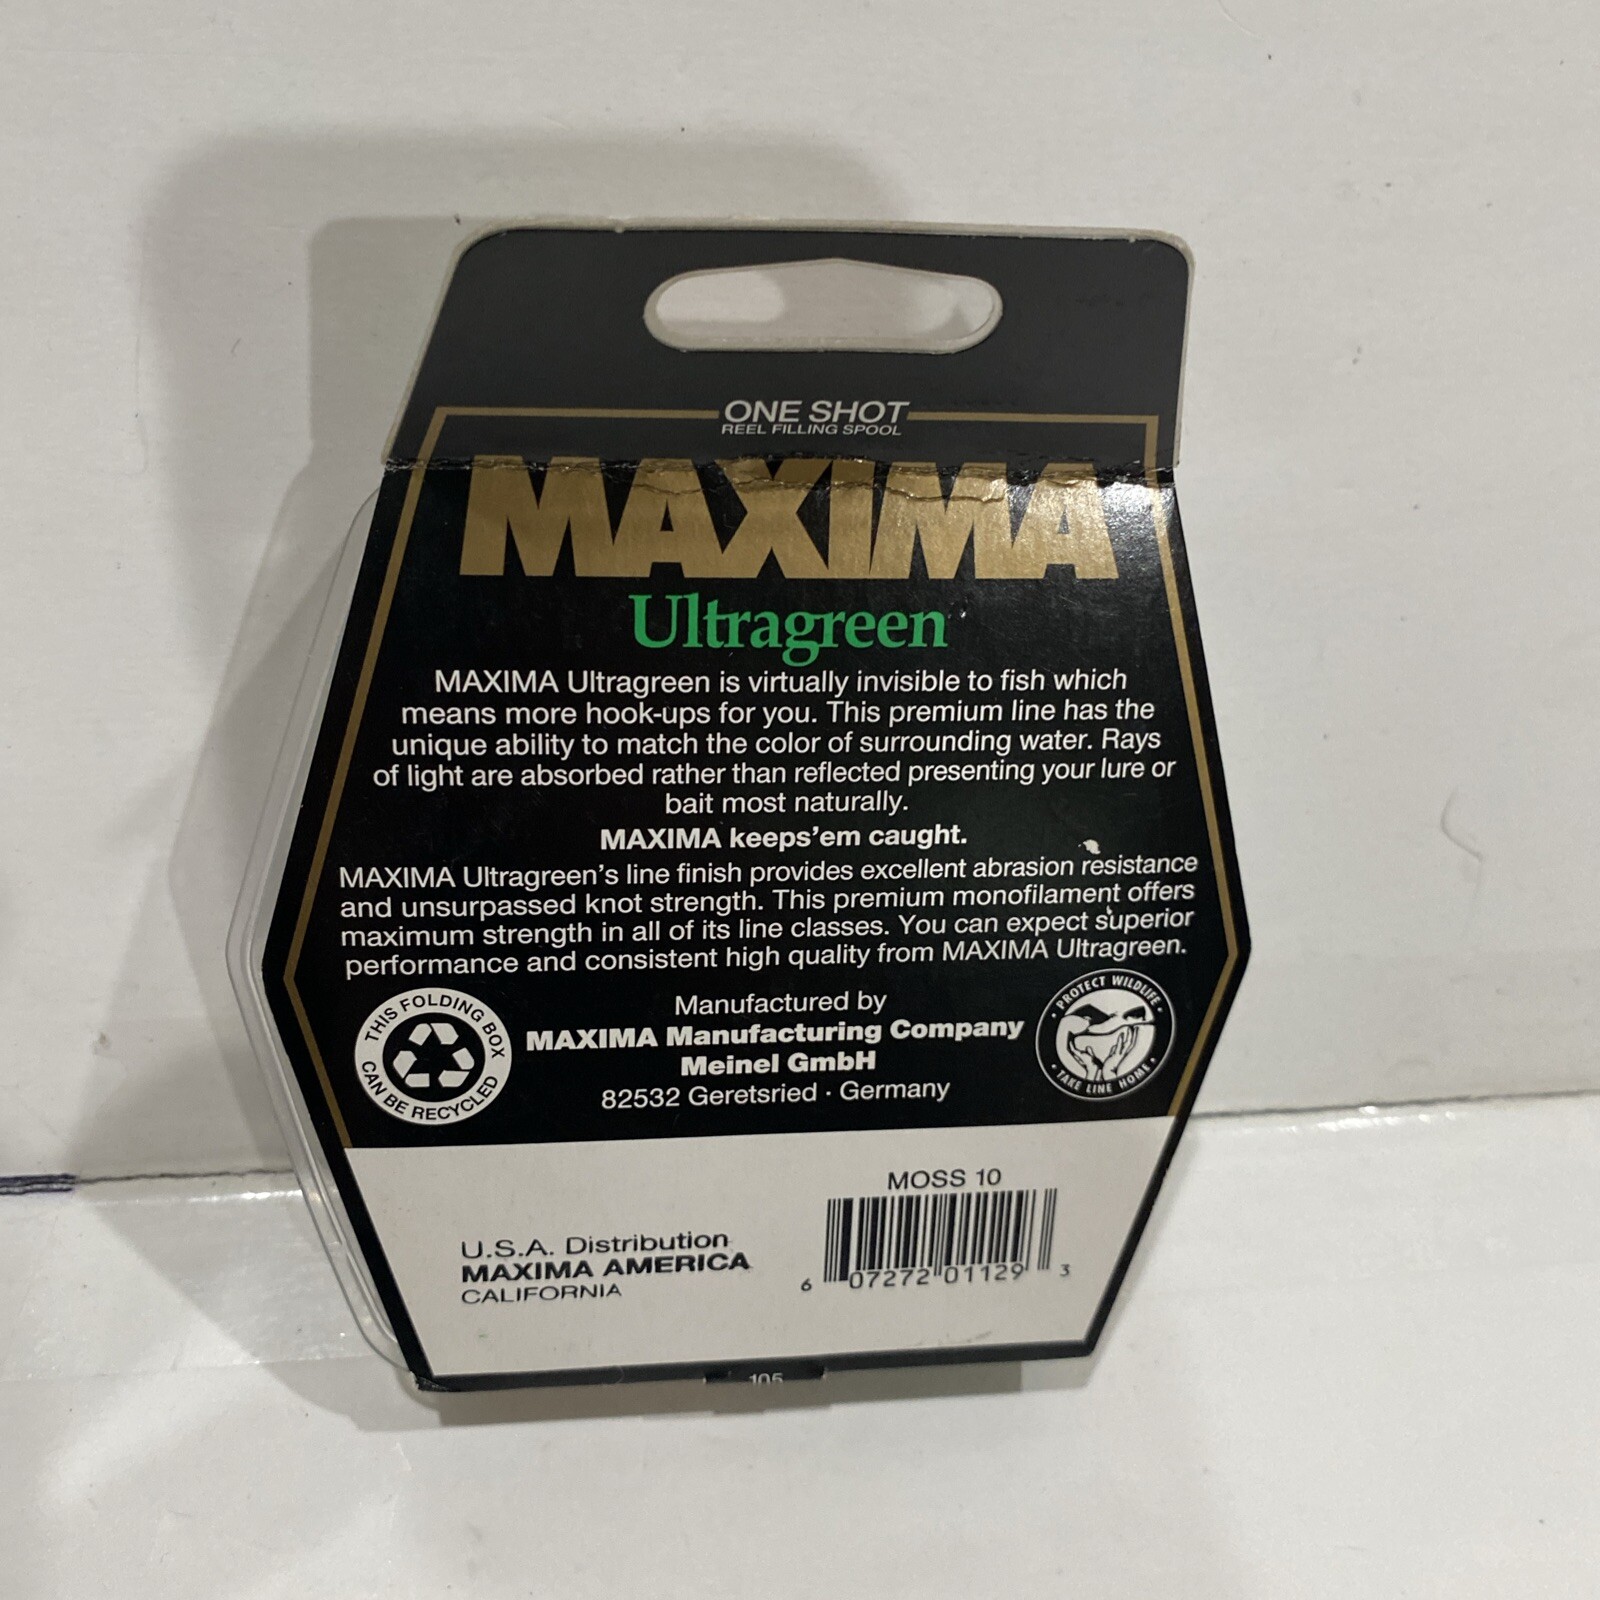 ONE SHOT
REEL FILLING SPOOL
MAXIMA
Ultragreen
MAXIMA Ultragreen is virtually invisible to fish which
means more hook-ups for you. This premium line has the
unique ability to match the color of surrounding water. Rays
of light are absorbed rather than reflected presenting your lure or
bait most naturally.
MAXIMA keeps'em caught.
MAXIMA Ultragreen's line finish provides excellent abrasion resistance
and unsurpassed knot strength. This premium monofilament offers
maximum strength in all of its line classes. You can expect superior
performance and consistent high quality from MAXIMA Ultragreen.
THIS FOLDING BOX
CAN BE RECYCLED
Manufactured by
MAXIMA Manufacturing Company
Meinel GmbH
82532 Geretsried · Germany
· PROTECT WILDLIFE ·
· TAKE LINE HOME ·
U.S.A. Distribution
MAXIMA AMERICA
CALIFORNIA
MOSS 10
6 07272 01129 3
105